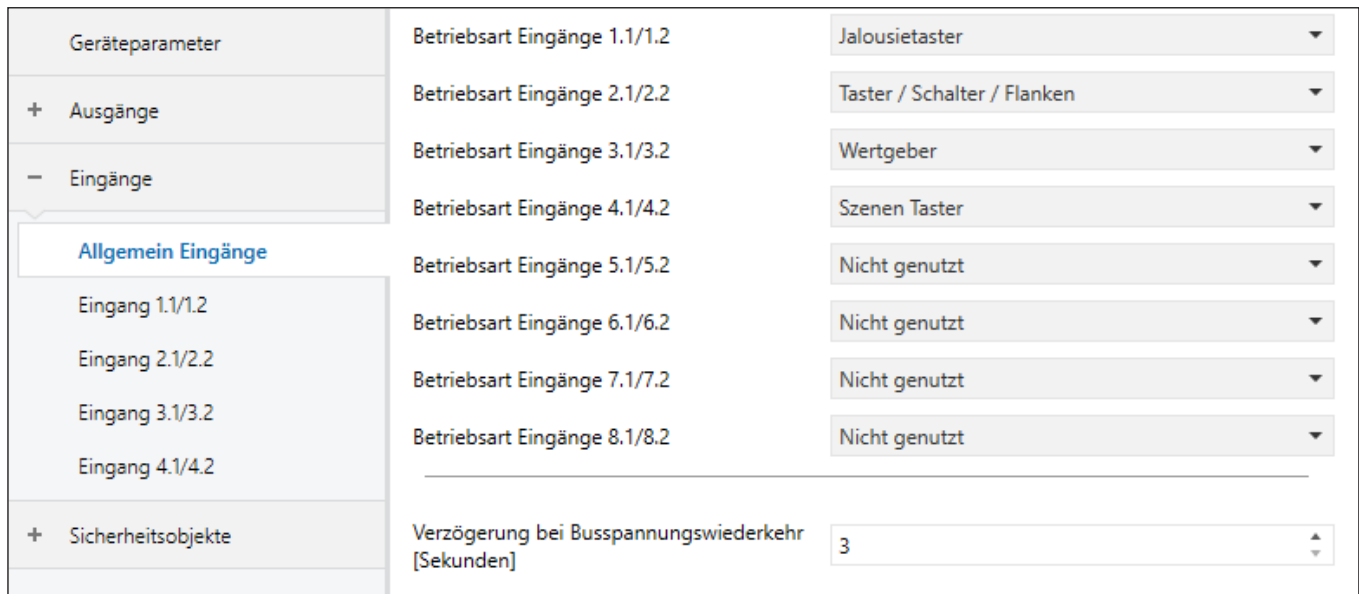 Geräteparameter
+ Ausgänge
− Eingänge
Allgemein Eingänge
Eingang 1.1/1.2
Eingang 2.1/2.2
Eingang 3.1/3.2
Eingang 4.1/4.2
+ Sicherheitsobjekte
Betriebsart Eingänge 1.1/1.2 Jalousietaster
Betriebsart Eingänge 2.1/2.2 Taster / Schalter / Flanken
Betriebsart Eingänge 3.1/3.2 Wertgeber
Betriebsart Eingänge 4.1/4.2 Szenen Taster
Betriebsart Eingänge 5.1/5.2 Nicht genutzt
Betriebsart Eingänge 6.1/6.2 Nicht genutzt
Betriebsart Eingänge 7.1/7.2 Nicht genutzt
Betriebsart Eingänge 8.1/8.2 Nicht genutzt
Verzögerung bei Busspannungswiederkehr
[Sekunden] 3